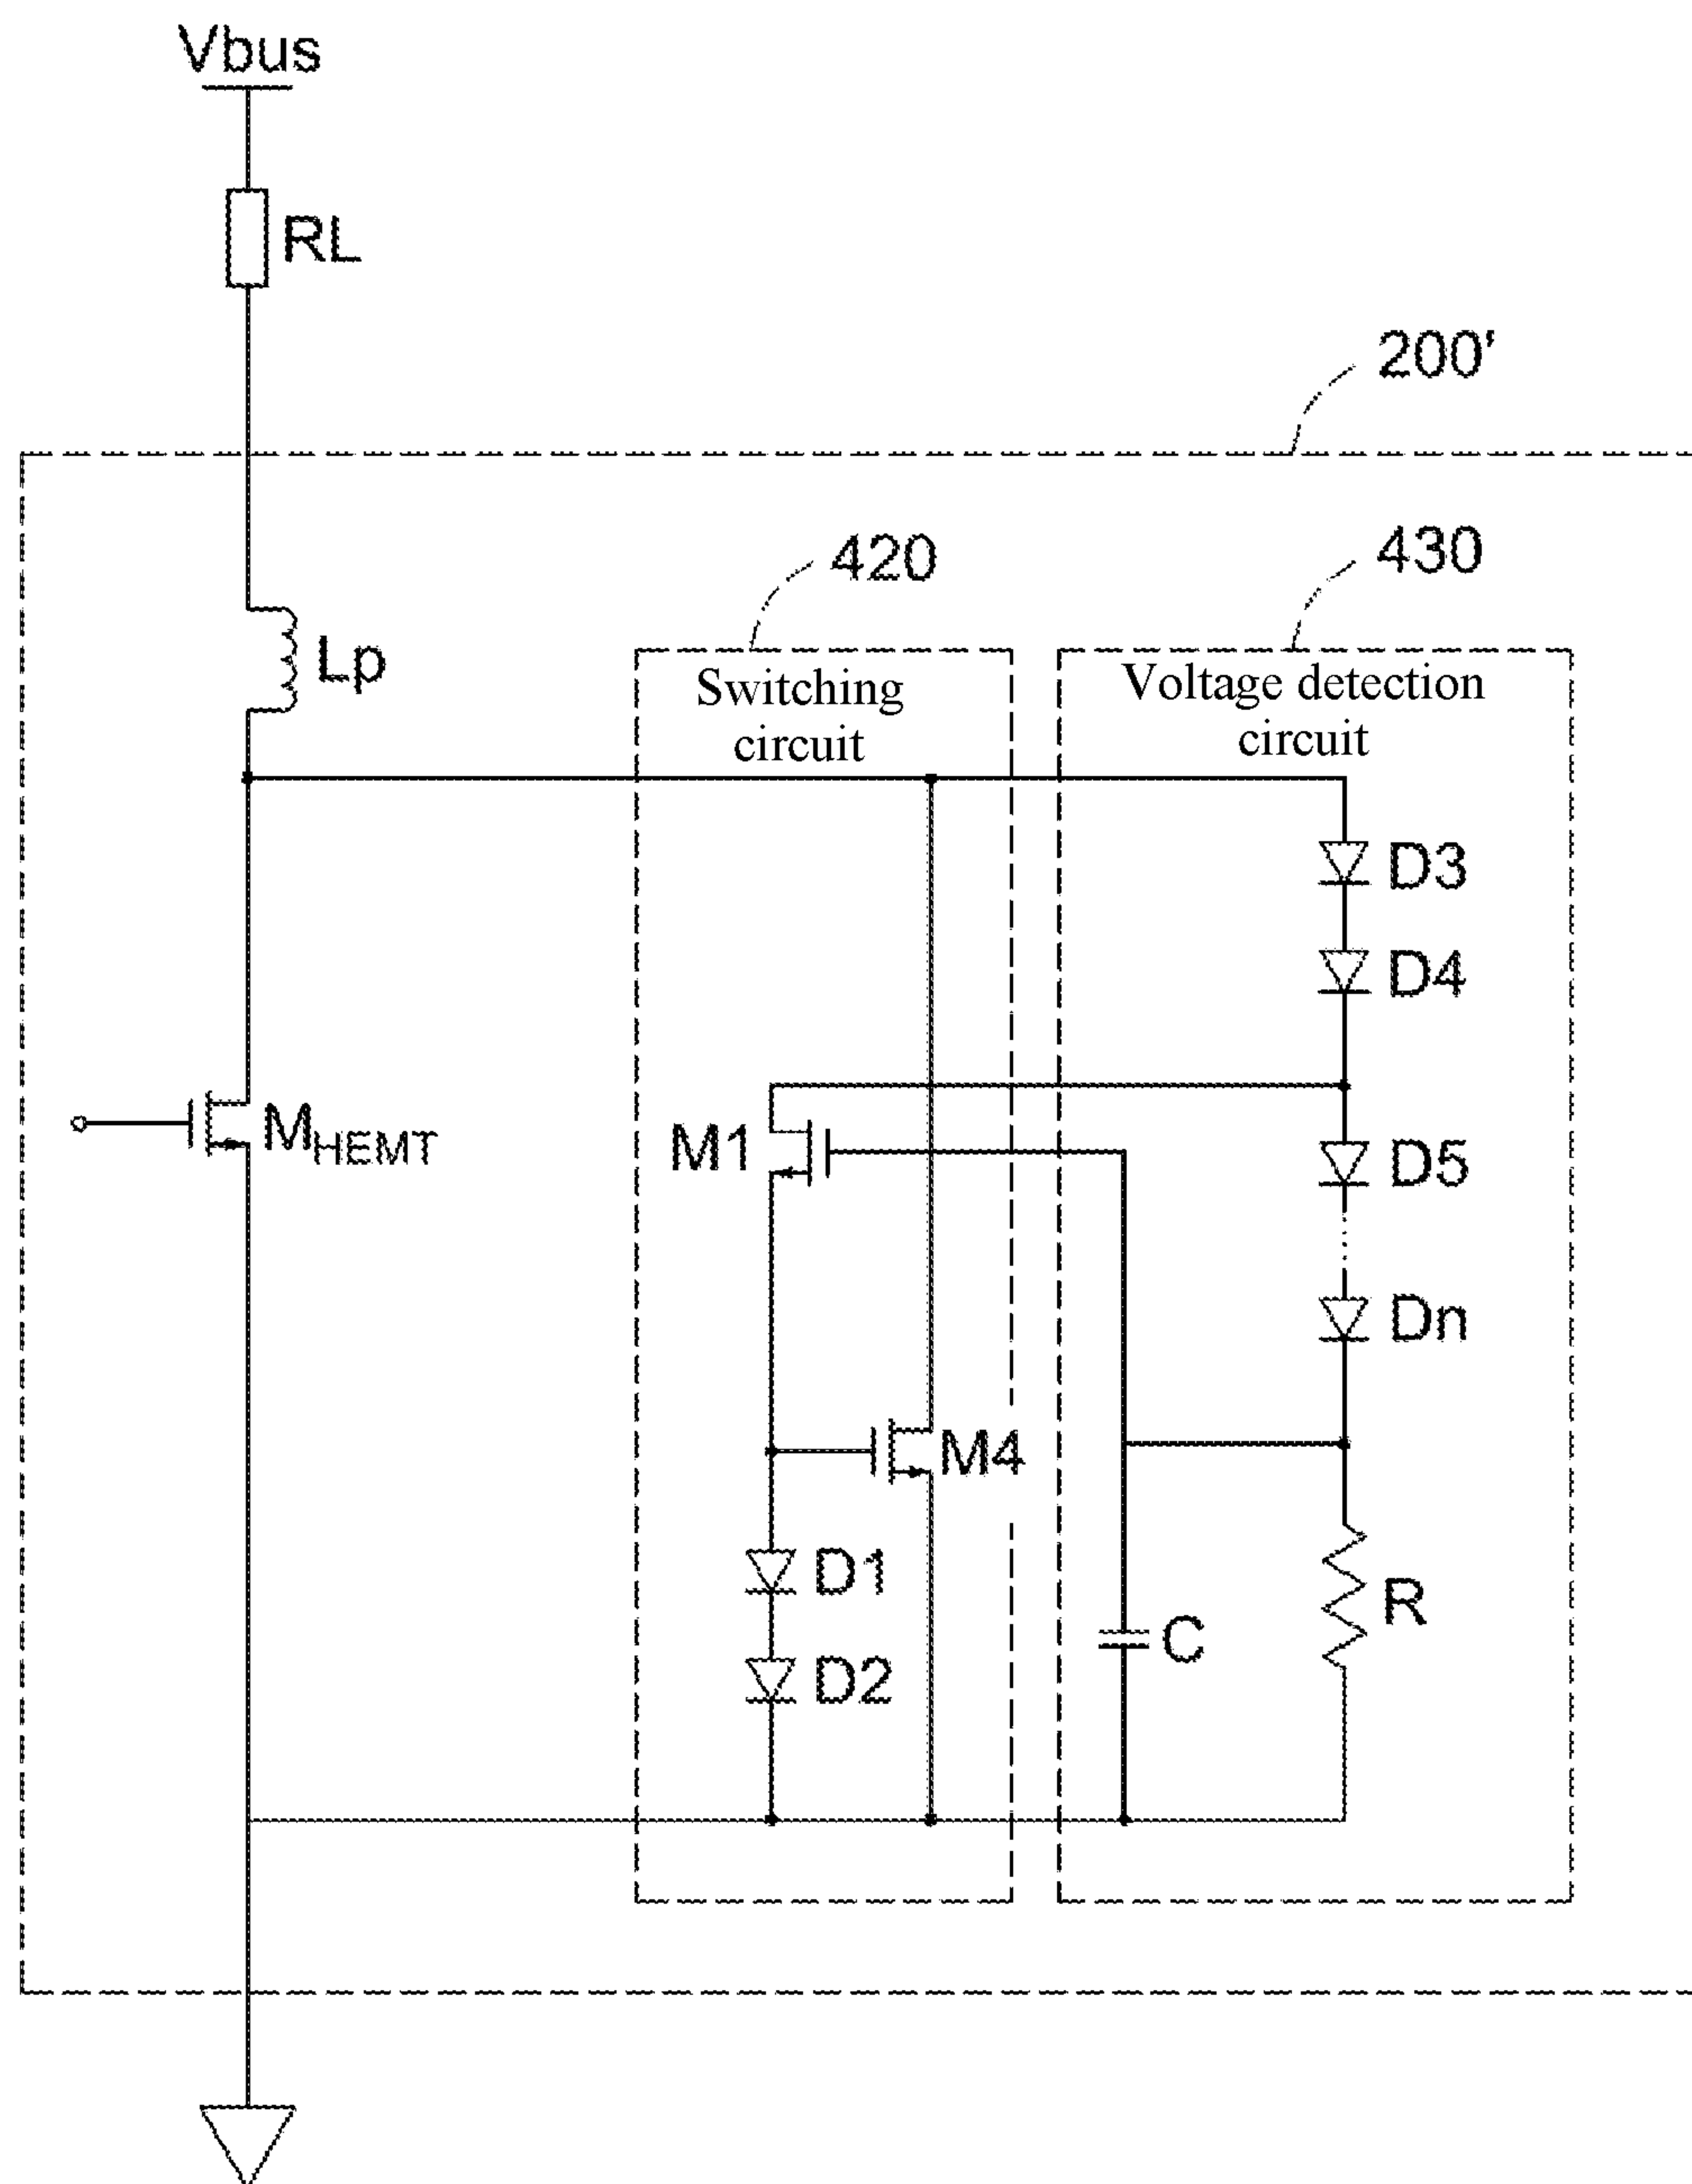 Vbus
RL
200'
420
430
Lp
Switching
circuit
Voltage detection
circuit
D3
D4
MHEMT
M1
D5
Dn
M4
D1
D2
C
R